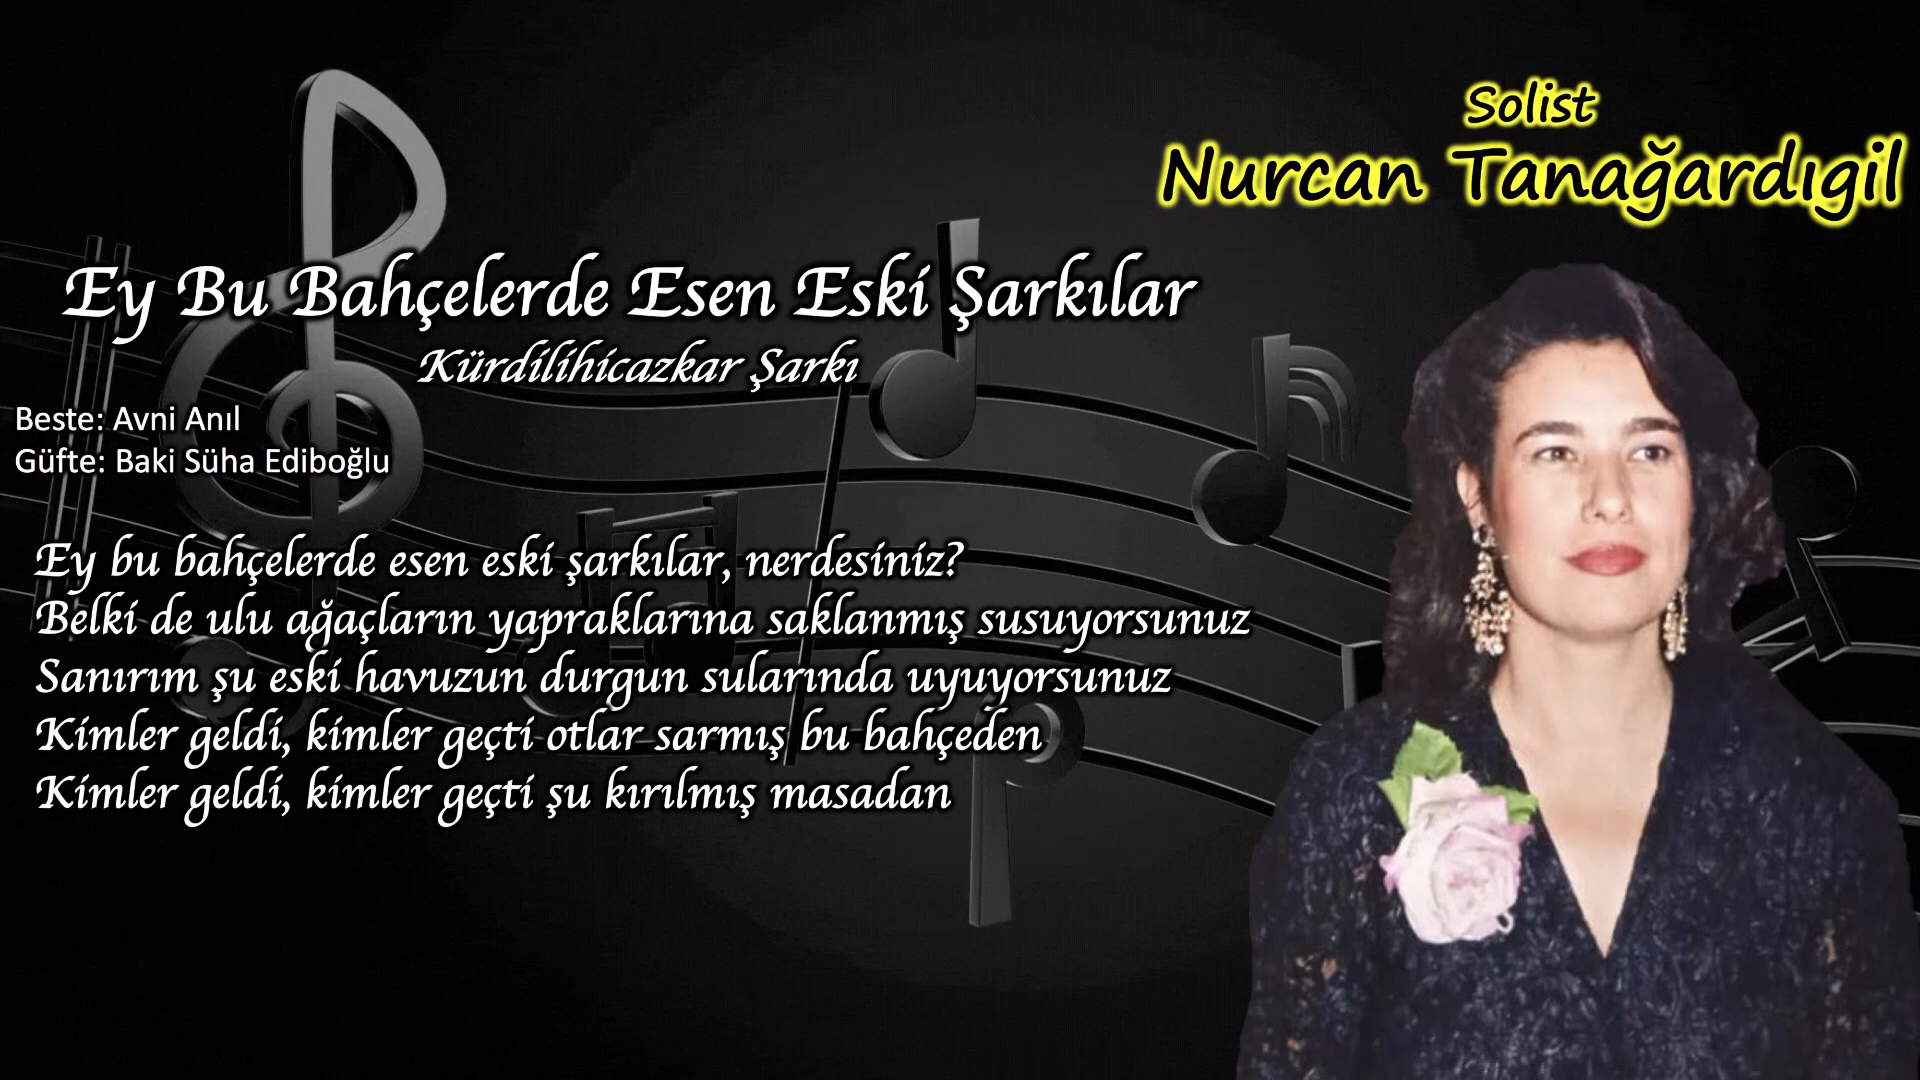 Solist
Nurcan Tanağardıgil
Ey Bu Bahçelerde Esen Eski Şarkılar
Kürdilihicazkar Şarkı
Beste: Avni Anıl
Güfte: Baki Süha Ediboğlu
Ey bu bahçelerde esen eski şarkılar, nerdesiniz?
Belki de ulu ağaçların yapraklarına saklanmış susuyorsunuz
Sanırım şu eski havuzun durgun sularında uyuyorsunuz
Kimler geldi, kimler geçti otlar sarmış bu bahçeden
Kimler geldi, kimler geçti şu kırılmış masadan